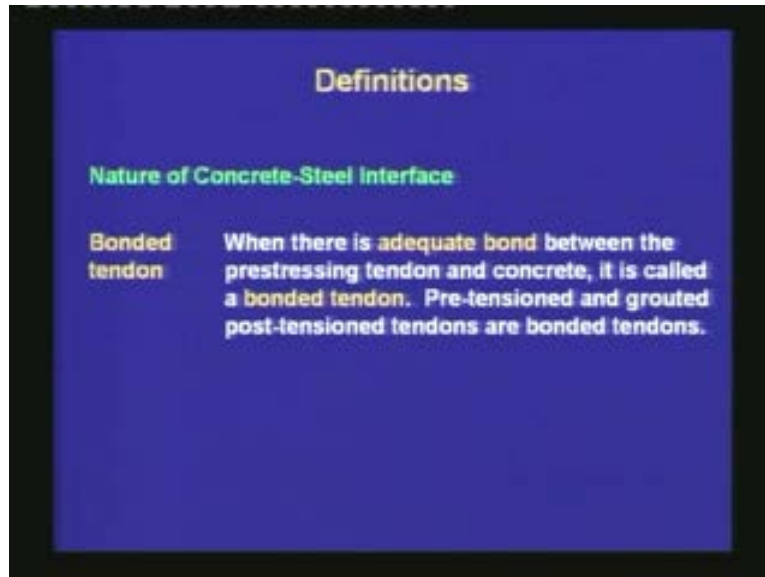 Definitions
Nature of Concrete-Steel Interface
Bonded tendon
When there is adequate bond between the
prestressing tendon and concrete, it is called
a bonded tendon. Pre-tensioned and grouted
post-tensioned tendons are bonded tendons.